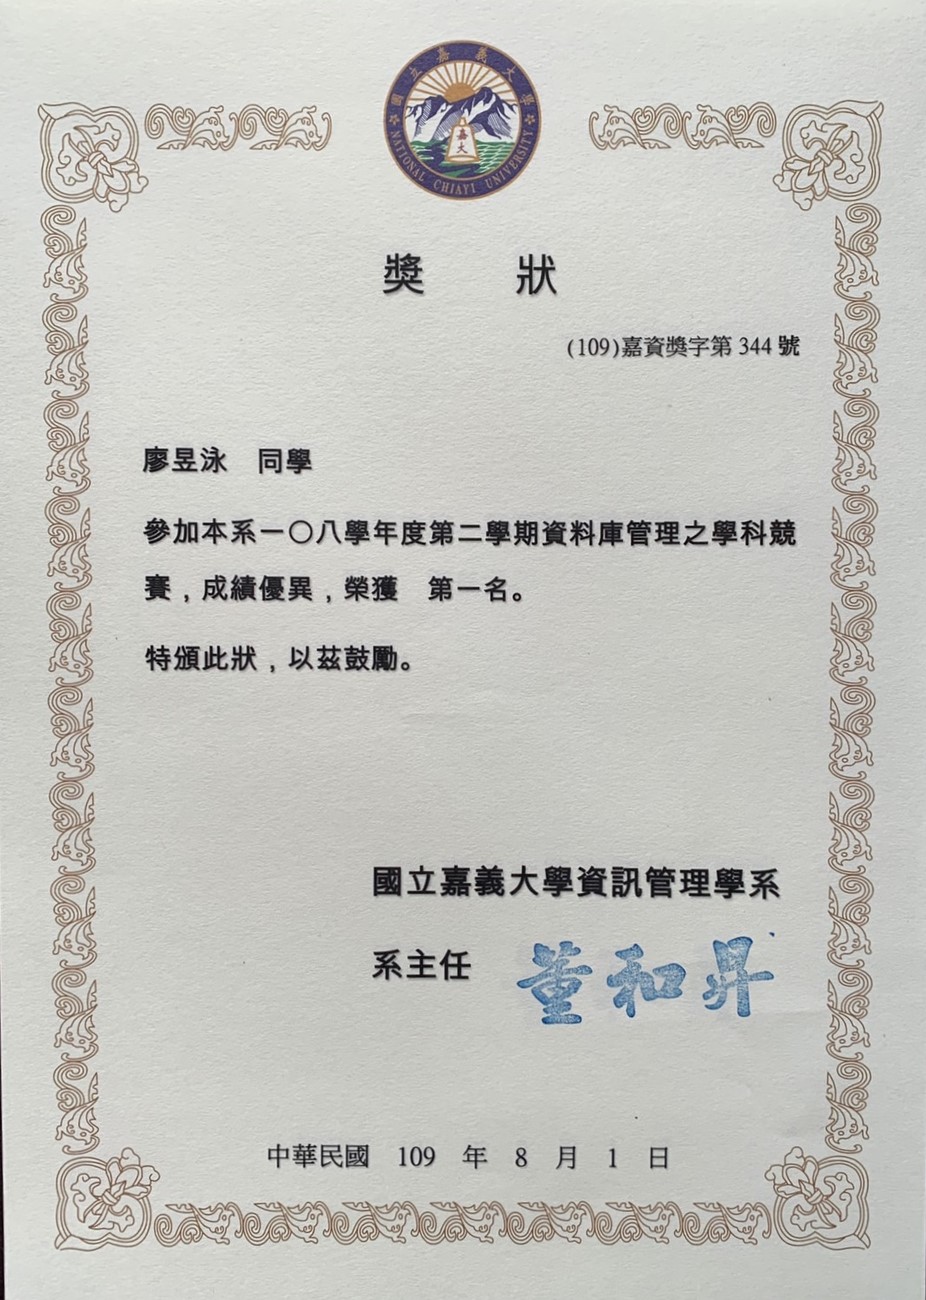 國立嘉義大學
嘉大
NATIONAL CHIAYI UNIVERSITY
獎 狀
(109)嘉資獎字第 344 號
廖昱泳 同學
參加本系一〇八學年度第二學期資料庫管理之學科競
賽，成績優異，榮獲 第一名。
特頒此狀，以茲鼓勵。
國立嘉義大學資訊管理學系
系主任 董和昇
中華民國 109 年 8 月 1 日